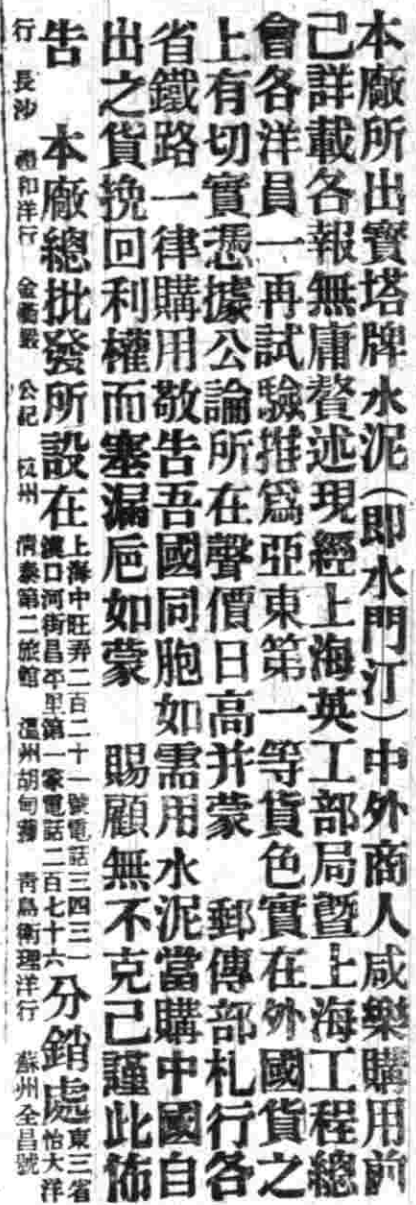 本廠所出寶塔牌水泥(即水門汀)中外商人咸樂購用前
己詳載各報無庸贅述現經上海英工部局暨上海工程總
會各洋員一再試驗推爲亞東第一等貨色實在外國貨之
上有切實憑據公論所在聲價日高并蒙 郵傳部札行各
省鐵路一律購用敬告吾國同胞如需用水泥當購中國自
出之貨挽回利權而塞漏巵如蒙 賜顧無不克己謹此佈
告 本廠總批發所設在
上海中旺弄二百二十一號電話三四三一
漢口河街昌年里第一家電話二百七十六
分銷處
東三省
怡大洋
行 長沙 禮和洋行 公記 杭州 清泰第二旅館 溫州胡甸 青島衛理洋行 蘇州全昌號